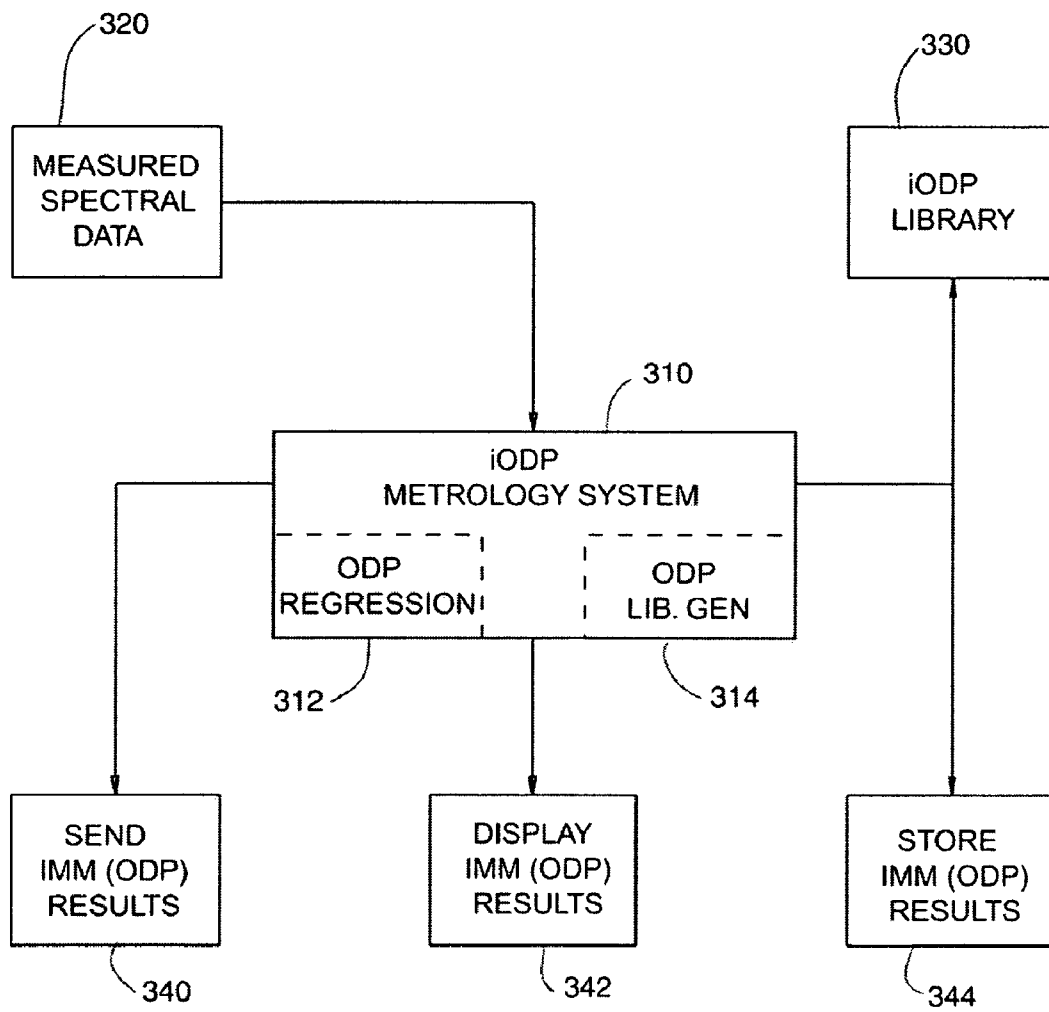 320
330
MEASURED
SPECTRAL
DATA
iODP
LIBRARY
310
iODP
METROLOGY SYSTEM
ODP
REGRESSION
ODP
LIB. GEN
312
314
SEND
IMM (ODP)
RESULTS
DISPLAY
IMM (ODP)
RESULTS
STORE
IMM (ODP)
RESULTS
340
342
344